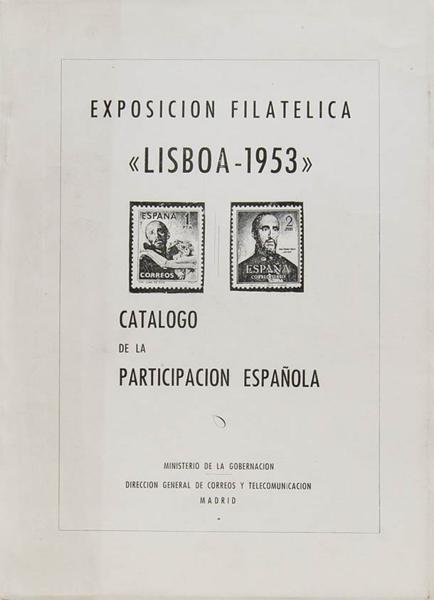 EXPOSICION FILATELICA
«LISBOA-1953»
ESPAÑA 1
PTA
CORREOS
2
ESPAÑA
CATALOGO
DE LA
PARTICIPACION ESPAÑOLA
MINISTERIO DE LA GOBERNACION
DIRECCION GENERAL DE CORREOS Y TELECOMUNICACION
MADRID